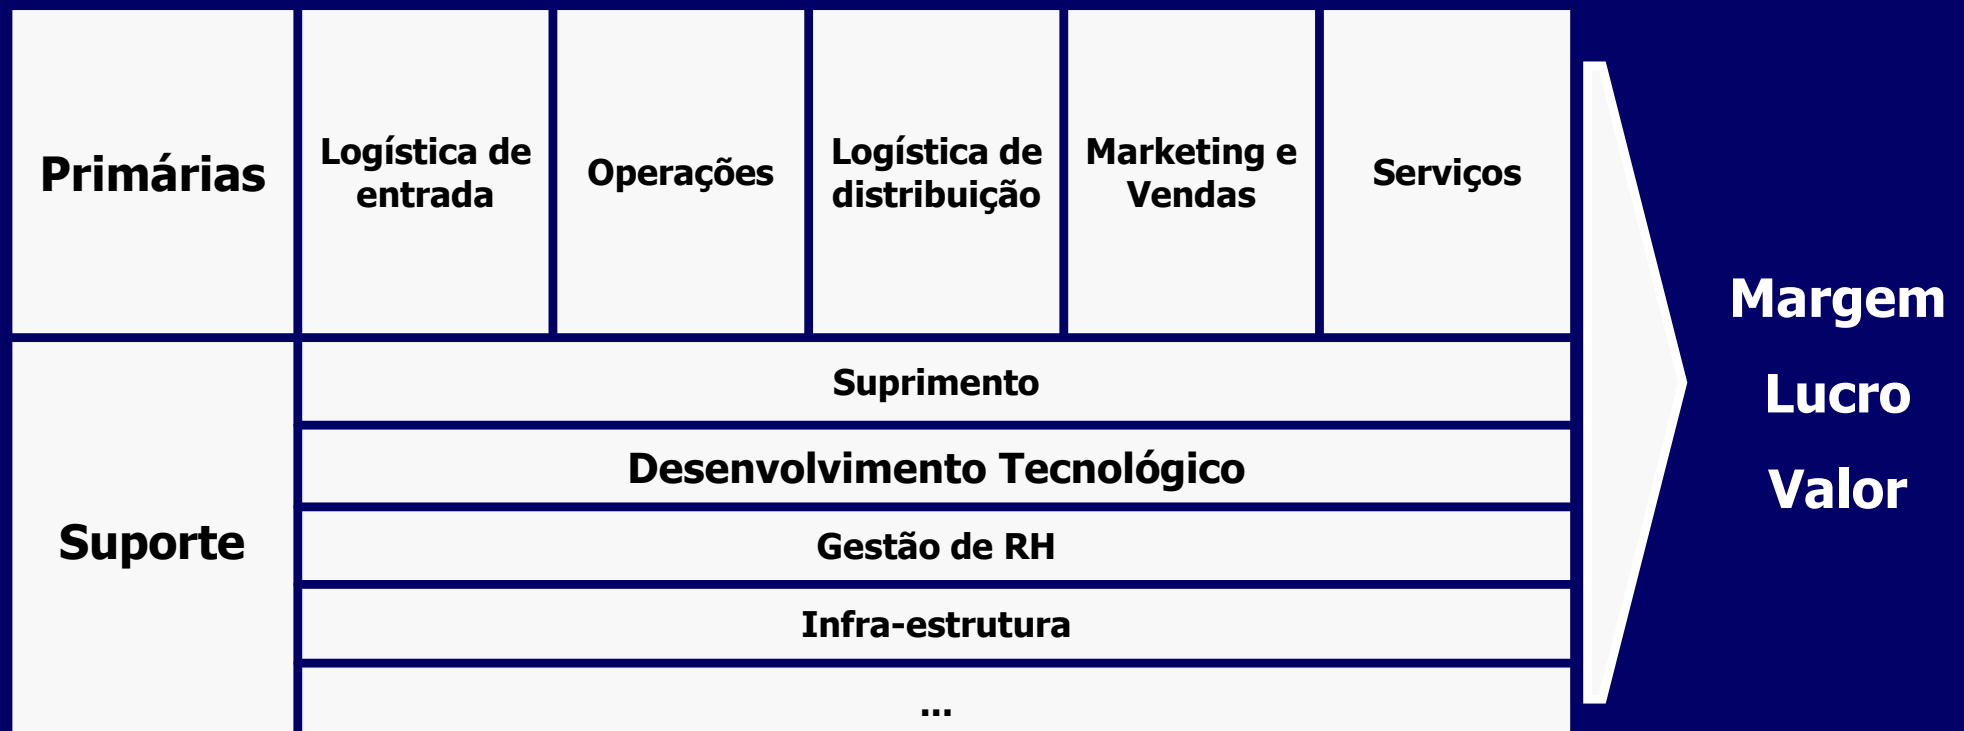 Primárias
Logística de
entrada
Operações
Logística de
distribuição
Marketing e
Vendas
Serviços
Suporte
Suprimento
Desenvolvimento Tecnológico
Gestão de RH
Infra-estrutura
...
Margem
Lucro
Valor